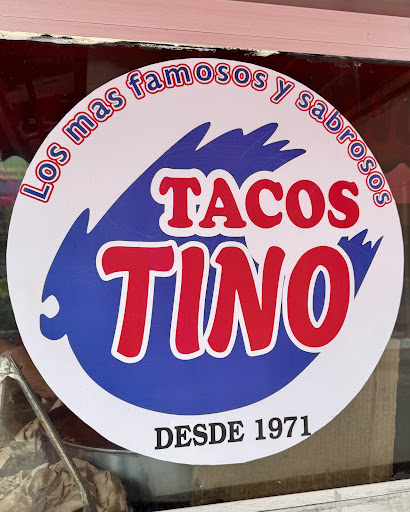 Los mas famosos y sabrosos
TACOS
TINO
DESDE 1971